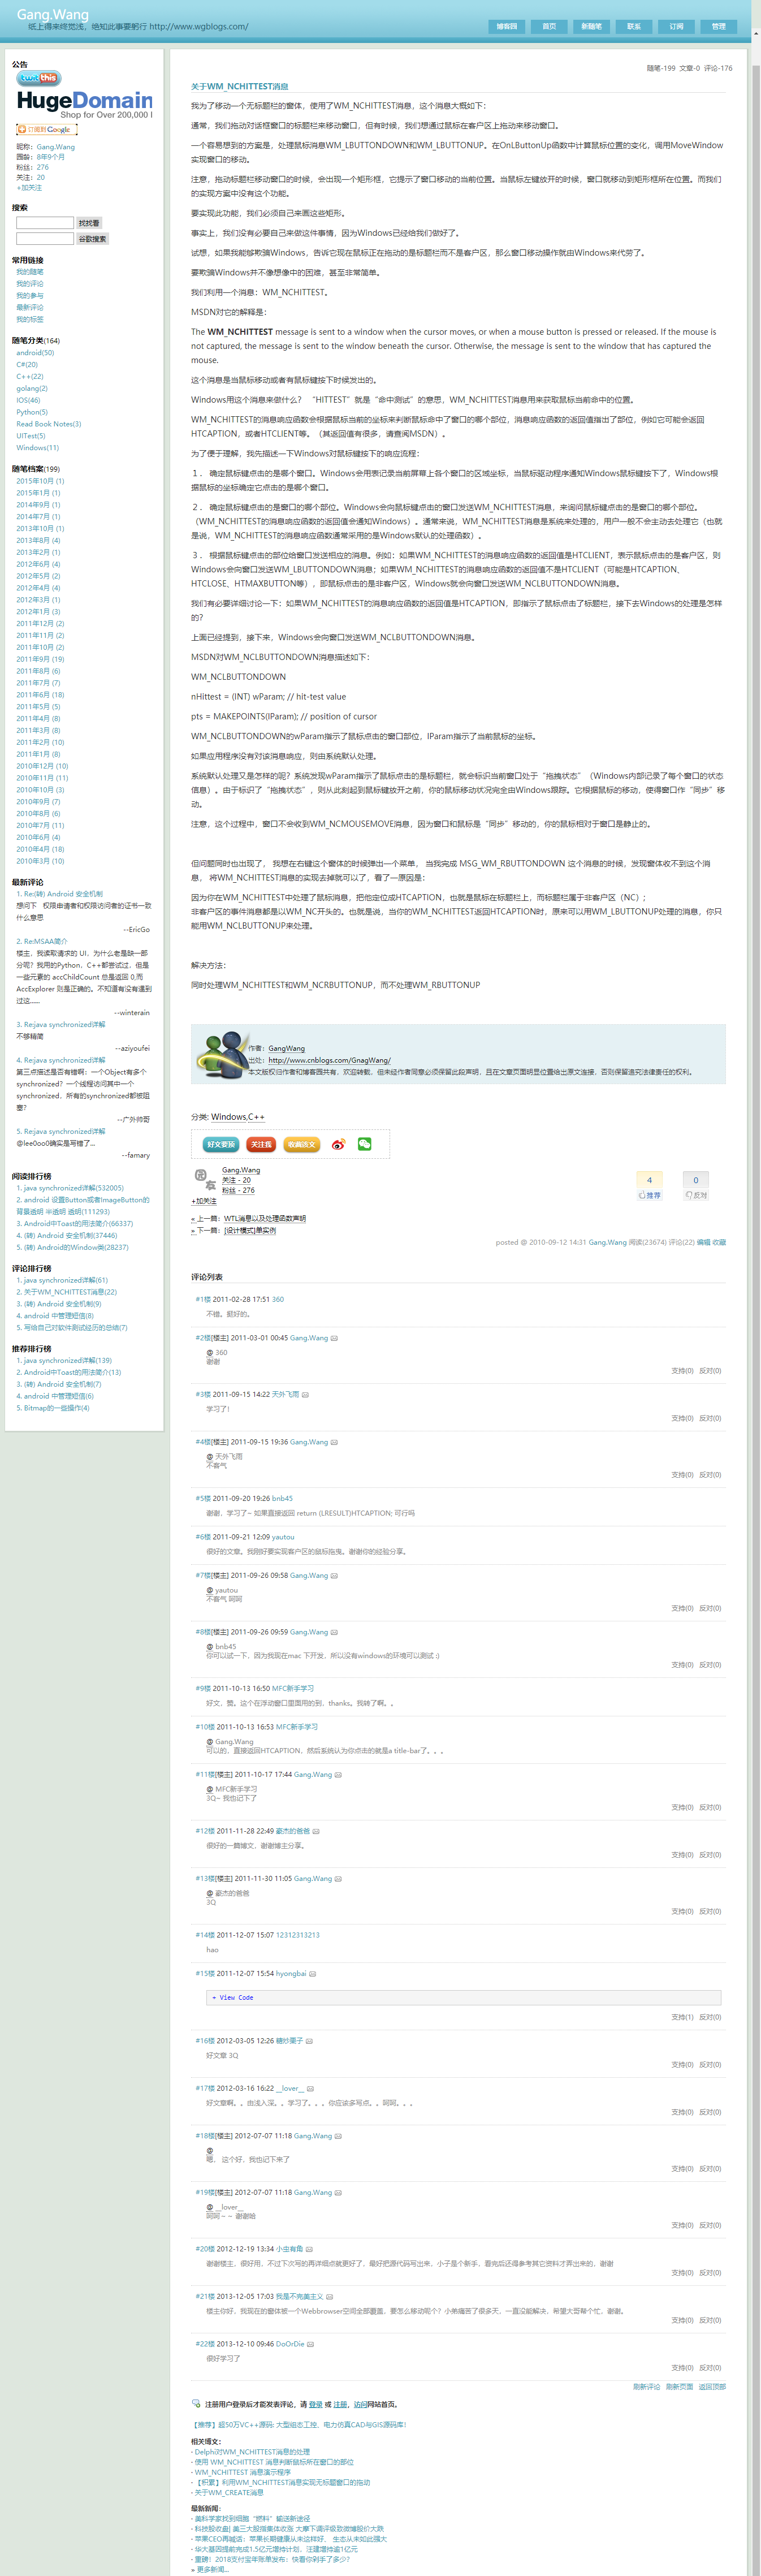 Gang.Wang
纸上得来终觉浅，绝知此事要躬行 http://www.wgblogs.com/
博客园 首页 新随笔 联系 订阅 管理
随笔-199 文章-0 评论-176
公告
HugeDomain
Shop for Over 200,000
订阅到 Google
昵称：Gang.Wang
园龄：8年9个月
粉丝：276
关注：20
+加关注
搜索
找找看
谷歌搜索
常用链接
我的随笔
我的评论
我的参与
最新评论
我的标签
随笔分类(164)
android(50)
C#(20)
C++(22)
golang(2)
IOS(46)
Python(5)
Read Book Notes(3)
UITest(5)
Windows(11)
随笔档案(199)
2015年10月 (1)
2015年1月 (1)
2014年9月 (1)
2014年7月 (1)
2013年10月 (1)
2013年8月 (4)
2013年2月 (1)
2012年6月 (4)
2012年5月 (2)
2012年4月 (4)
2012年3月 (1)
2012年1月 (3)
2011年12月 (2)
2011年11月 (2)
2011年10月 (2)
2011年9月 (19)
2011年8月 (6)
2011年7月 (7)
2011年6月 (18)
2011年5月 (5)
2011年4月 (8)
2011年3月 (8)
2011年2月 (10)
2011年1月 (8)
2010年12月 (10)
2010年11月 (11)
2010年10月 (3)
2010年9月 (7)
2010年8月 (6)
2010年7月 (11)
2010年6月 (4)
2010年4月 (18)
2010年3月 (10)
最新评论
1. Re:(转) Android 安全机制
想问下 权限申请者和权限访问者的证书一致什么意思
--EricGo
2. Re:MSAA简介
楼主，我读取请求的 UI，为什么老是缺一部分呢？我用的Python、C++都尝试过，但是一些元素的 accChildCount 总是返回 0,而 AccExplorer 则是正确的。不知道有没有遇到过这......
--winterain
3. Re:java synchronized详解
不够精简
--aziyoufei
4. Re:java synchronized详解
第三点描述是否有错啊：一个Object有多个synchronized？一个线程访问其中一个synchronized，所有的synchronized都被阻塞？
--广外帅哥
5. Re:java synchronized详解
@lee0oo0确实是写错了...
--famary
阅读排行榜
1. java synchronized详解(532005)
2. android 设置Button或者ImageButton的背景透明 半透明 透明(111293)
3. Android中Toast的用法简介(66337)
4. (转) Android 安全机制(37446)
5. (转) Android的Window类(28237)
评论排行榜
1. java synchronized详解(61)
2. 关于WM_NCHITTEST消息(22)
3. (转) Android 安全机制(9)
4. android 中管理短信(8)
5. 写给自己对软件测试经历的总结(7)
推荐排行榜
1. java synchronized详解(139)
2. Android中Toast的用法简介(13)
3. (转) Android 安全机制(7)
4. android 中管理短信(6)
5. Bitmap的一些操作(4)
关于WM_NCHITTEST消息
我为了移动一个无标题栏的窗体，使用了WM_NCHITTEST消息，这个消息大概如下：
通常，我们拖动对话框窗口的标题栏来移动窗口，但有时候，我们想通过鼠标在客户区上拖动来移动窗口。
一个容易想到的方案是，处理鼠标消息WM_LBUTTONDOWN和WM_LBUTTONUP。在OnLButtonUp函数中计算鼠标位置的变化，调用MoveWindow
实现窗口的移动。
注意，拖动标题栏移动窗口的时候，会出现一个矩形框，它提示了窗口移动的当前位置。当鼠标左键放开的时候，窗口就移动到矩形框所在位置。而我们
的实现方案中没有这个功能。
要实现此功能，我们必须自己来画这些矩形。
事实上，我们没有必要自己来做这件事情，因为Windows已经给我们做好了。
试想，如果我能够欺骗Windows，告诉它现在鼠标正在拖动的是标题栏而不是客户区，那么窗口移动操作就由Windows来代劳了。
要欺骗Windows并不像想像中的困难，甚至非常简单。
我们利用一个消息：WM_NCHITTEST。
MSDN对它的解释是：
The WM_NCHITTEST message is sent to a window when the cursor moves, or when a mouse button is pressed or released. If the mouse is
not captured, the message is sent to the window beneath the cursor. Otherwise, the message is sent to the window that has captured the
mouse.
这个消息是当鼠标移动或者有鼠标键按下时候发出的。
Windows用这个消息来做什么？ “HITTEST”就是“命中测试”的意思，WM_NCHITTEST消息用来获取鼠标当前命中的位置。
WM_NCHITTEST的消息响应函数会根据鼠标当前的坐标来判断鼠标命中了窗口的哪个部位，消息响应函数的返回值指出了部位，例如它可能会返回
HTCAPTION，或者HTCLIENT等。（其返回值有很多，请查阅MSDN）。
为了便于理解，我先描述一下Windows对鼠标键按下的响应流程：
１． 确定鼠标键点击的是哪个窗口。Windows会用表记录当前屏幕上各个窗口的区域坐标，当鼠标驱动程序通知Windows鼠标键按下了，Windows根
据鼠标的坐标确定它点击的是哪个窗口。
２． 确定鼠标键点击的是窗口的哪个部位。Windows会向鼠标键点击的窗口发送WM_NCHITTEST消息，来询问鼠标键点击的是窗口的哪个部位。
（WM_NCHITTEST的消息响应函数的返回值会通知Windows）。通常来说，WM_NCHITTEST消息是系统来处理的，用户一般不会主动去处理它（也就
是说，WM_NCHITTEST的消息响应函数通常采用的是Windows默认的处理函数）。
３． 根据鼠标键点击的部位给窗口发送相应的消息。例如：如果WM_NCHITTEST的消息响应函数的返回值是HTCLIENT，表示鼠标点击的是客户区，则
Windows会向窗口发送WM_LBUTTONDOWN消息；如果WM_NCHITTEST的消息响应函数的返回值不是HTCLIENT（可能是HTCAPTION、
HTCLOSE、HTMAXBUTTON等），即鼠标点击的是非客户区，Windows就会向窗口发送WM_NCLBUTTONDOWN消息。
我们有必要详细讨论一下：如果WM_NCHITTEST的消息响应函数的返回值是HTCAPTION，即指示了鼠标点击了标题栏，接下去Windows的处理是怎样
的？
上面已经提到，接下来，Windows会向窗口发送WM_NCLBUTTONDOWN消息。
MSDN对WM_NCLBUTTONDOWN消息描述如下：
WM_NCLBUTTONDOWN
nHittest = (INT) wParam; // hit-test value
pts = MAKEPOINTS(lParam); // position of cursor
WM_NCLBUTTONDOWN的wParam指示了鼠标点击的窗口部位，lParam指示了当前鼠标的坐标。
如果应用程序没有对该消息响应，则由系统默认处理。
系统默认处理又是怎样的呢？系统发现wParam指示了鼠标点击的是标题栏，就会标识当前窗口处于“拖拽状态”（Windows内部记录了每个窗口的状态
信息）。由于标识了“拖拽状态”，则从此刻起到鼠标键放开之前，你的鼠标移动状况完全由Windows跟踪。它根据鼠标的移动，使得窗口作“同步”移
动。
注意，这个过程中，窗口不会收到WM_NCMOUSEMOVE消息，因为窗口和鼠标是“同步”移动的，你的鼠标相对于窗口是静止的。
但问题同时也出现了， 我想在右键这个窗体的时候弹出一个菜单， 当我完成 MSG_WM_RBUTTONDOWN 这个消息的时候，发现窗体收不到这个消
息， 将WM_NCHITTEST消息的实现去掉就可以了，看了一原因是：
因为你在WM_NCHITTEST中处理了鼠标消息，把他定位成HTCAPTION，也就是鼠标在标题栏上，而标题栏属于非客户区（NC）；
非客户区的事件消息都是以WM_NC开头的。也就是说，当你的WM_NCHITTEST返回HTCAPTION时，原来可以用WM_LBUTTONUP处理的消息，你只
能用WM_NCLBUTTONUP来处理。
解决方法：
同时处理WM_NCHITTEST和WM_NCRBUTTONUP，而不处理WM_RBUTTONUP
作者：GangWang
出处：http://www.cnblogs.com/GnagWang/
本文版权归作者和博客园共有，欢迎转载，但未经作者同意必须保留此段声明，且在文章页面明显位置给出原文连接，否则保留追究法律责任的权利。
分类: Windows,C++
好文要顶 关注我 收藏该文
Gang.Wang
关注 - 20
粉丝 - 276
+加关注
4 推荐
0 反对
« 上一篇：WTL消息以及处理函数声明
» 下一篇：[设计模式]单实例
posted @ 2010-09-12 14:31 Gang.Wang 阅读(23674) 评论(22) 编辑 收藏
评论列表
#1楼 2011-02-28 17:51 360
不错。挺好的。
#2楼[楼主] 2011-03-01 00:45 Gang.Wang
@ 360
谢谢
支持(0) 反对(0)
#3楼 2011-09-15 14:22 天外飞雨
学习了！
支持(0) 反对(0)
#4楼[楼主] 2011-09-15 19:36 Gang.Wang
@ 天外飞雨
不客气
支持(0) 反对(0)
#5楼 2011-09-20 19:26 bnb45
谢谢，学习了~ 如果直接返回 return (LRESULT)HTCAPTION; 可行吗
#6楼 2011-09-21 12:09 yautou
很好的文章。我刚好要实现客户区的鼠标拖曳。谢谢你的经验分享。
#7楼[楼主] 2011-09-26 09:58 Gang.Wang
@ yautou
不客气 呵呵
支持(0) 反对(0)
#8楼[楼主] 2011-09-26 09:59 Gang.Wang
@ bnb45
你可以试一下，因为我现在mac 下开发，所以没有windows的环境可以测试 :)
支持(0) 反对(0)
#9楼 2011-10-13 16:50 MFC新手学习
好文，赞。这个在浮动窗口里面用的到，thanks。我转了啊。。
#10楼 2011-10-13 16:53 MFC新手学习
@ Gang.Wang
可以的，直接返回HTCAPTION，然后系统认为你点击的就是a title-bar了。。。
#11楼[楼主] 2011-10-17 17:44 Gang.Wang
@ MFC新手学习
3Q~ 我也记下了
支持(0) 反对(0)
#12楼 2011-11-28 22:49 豪杰的爸爸
很好的一篇博文，谢谢博主分享。
支持(0) 反对(0)
#13楼[楼主] 2011-11-30 11:05 Gang.Wang
@ 豪杰的爸爸
3Q
支持(0) 反对(0)
#14楼 2011-12-07 15:07 12312313213
hao
#15楼 2011-12-07 15:54 hyongbai
+ View Code
支持(1) 反对(0)
#16楼 2012-03-05 12:26 糖炒栗子
好文章 3Q
支持(0) 反对(0)
#17楼 2012-03-16 16:22 __lover__
好文章啊。。由浅入深。。学习了。。。你应该多写点。。呵呵。。。
支持(0) 反对(0)
#18楼[楼主] 2012-07-07 11:18 Gang.Wang
@
嗯， 这个好，我也记下来了
支持(0) 反对(0)
#19楼[楼主] 2012-07-07 11:18 Gang.Wang
@ __lover__
呵呵～～ 谢谢哈
支持(0) 反对(0)
#20楼 2012-12-19 13:34 小虫有角
谢谢楼主，很好用，不过下次写的再详细点就更好了，最好把源代码写出来，小子是个新手，看完后还得参考其它资料才弄出来的，谢谢
支持(0) 反对(0)
#21楼 2013-12-05 17:03 我是不完美主义
楼主你好，我现在的窗体被一个Webbrowser空间全部覆盖，要怎么移动呢个？小弟痛苦了很多天，一直没能解决，希望大哥帮个忙，谢谢。
支持(0) 反对(0)
#22楼 2013-12-10 09:46 DoOrDie
很好学习了
支持(0) 反对(0)
刷新评论 刷新页面 返回顶部
注册用户登录后才能发表评论，请 登录 或 注册，访问网站首页。
【推荐】超50万VC++源码: 大型组态工控、电力仿真CAD与GIS源码库！
相关博文：
· Delphi对WM_NCHITTEST消息的处理
· 使用 WM_NCHITTEST 消息判断鼠标所在窗口的部位
· WM_NCHITTEST 消息演示程序
· 【积累】利用WM_NCHITTEST消息实现无标题窗口的拖动
· 关于WM_CREATE消息
最新新闻：
· 美科学家找到细胞“燃料”输送新途径
· 科技股收盘| 美三大股指集体收涨 大摩下调评级致微博股价大跌
· 苹果CEO再喊话：苹果长期健康从未这样好，生态从未如此强大
· 华大基因提前完成1.5亿元增持计划，汪建增持逾1亿元
· 重磅！2018支付宝年账单发布：快看你剁手了多少？
» 更多新闻...